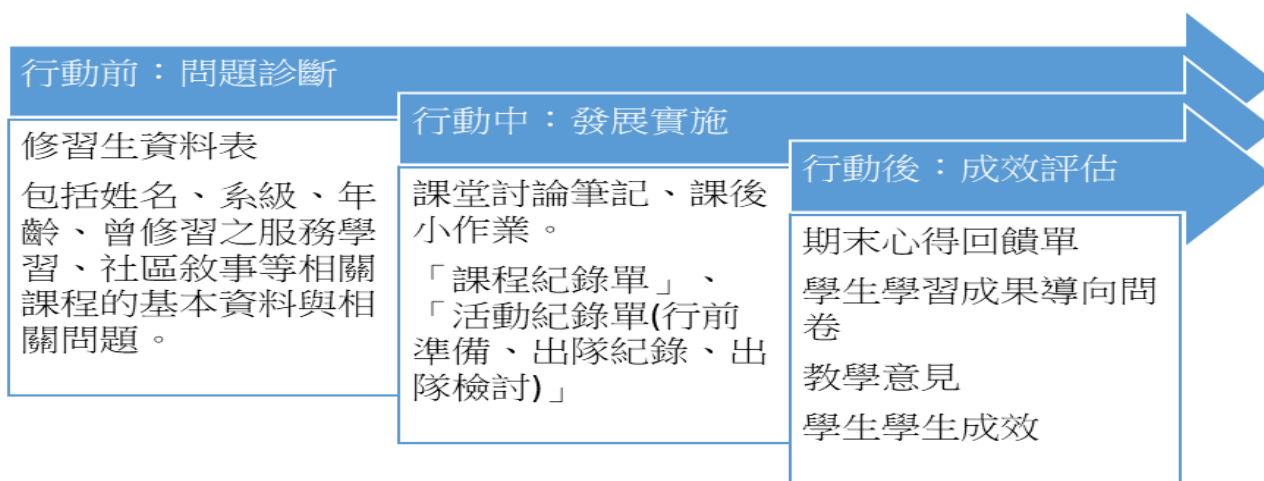 行動前：問題診斷
修習生資料表
包括姓名、系級、年
齡、曾修習之服務學
習、社區敘事等相關
課程的基本資料與相
關問題。
行動中：發展實施
課堂討論筆記、課後
小作業。
「課程紀錄單」、
「活動紀錄單(行前
準備、出隊紀錄、出
隊檢討)」
行動後：成效評估
期末心得回饋單
學生學習成果導向問
卷
教學意見
學生學生成效